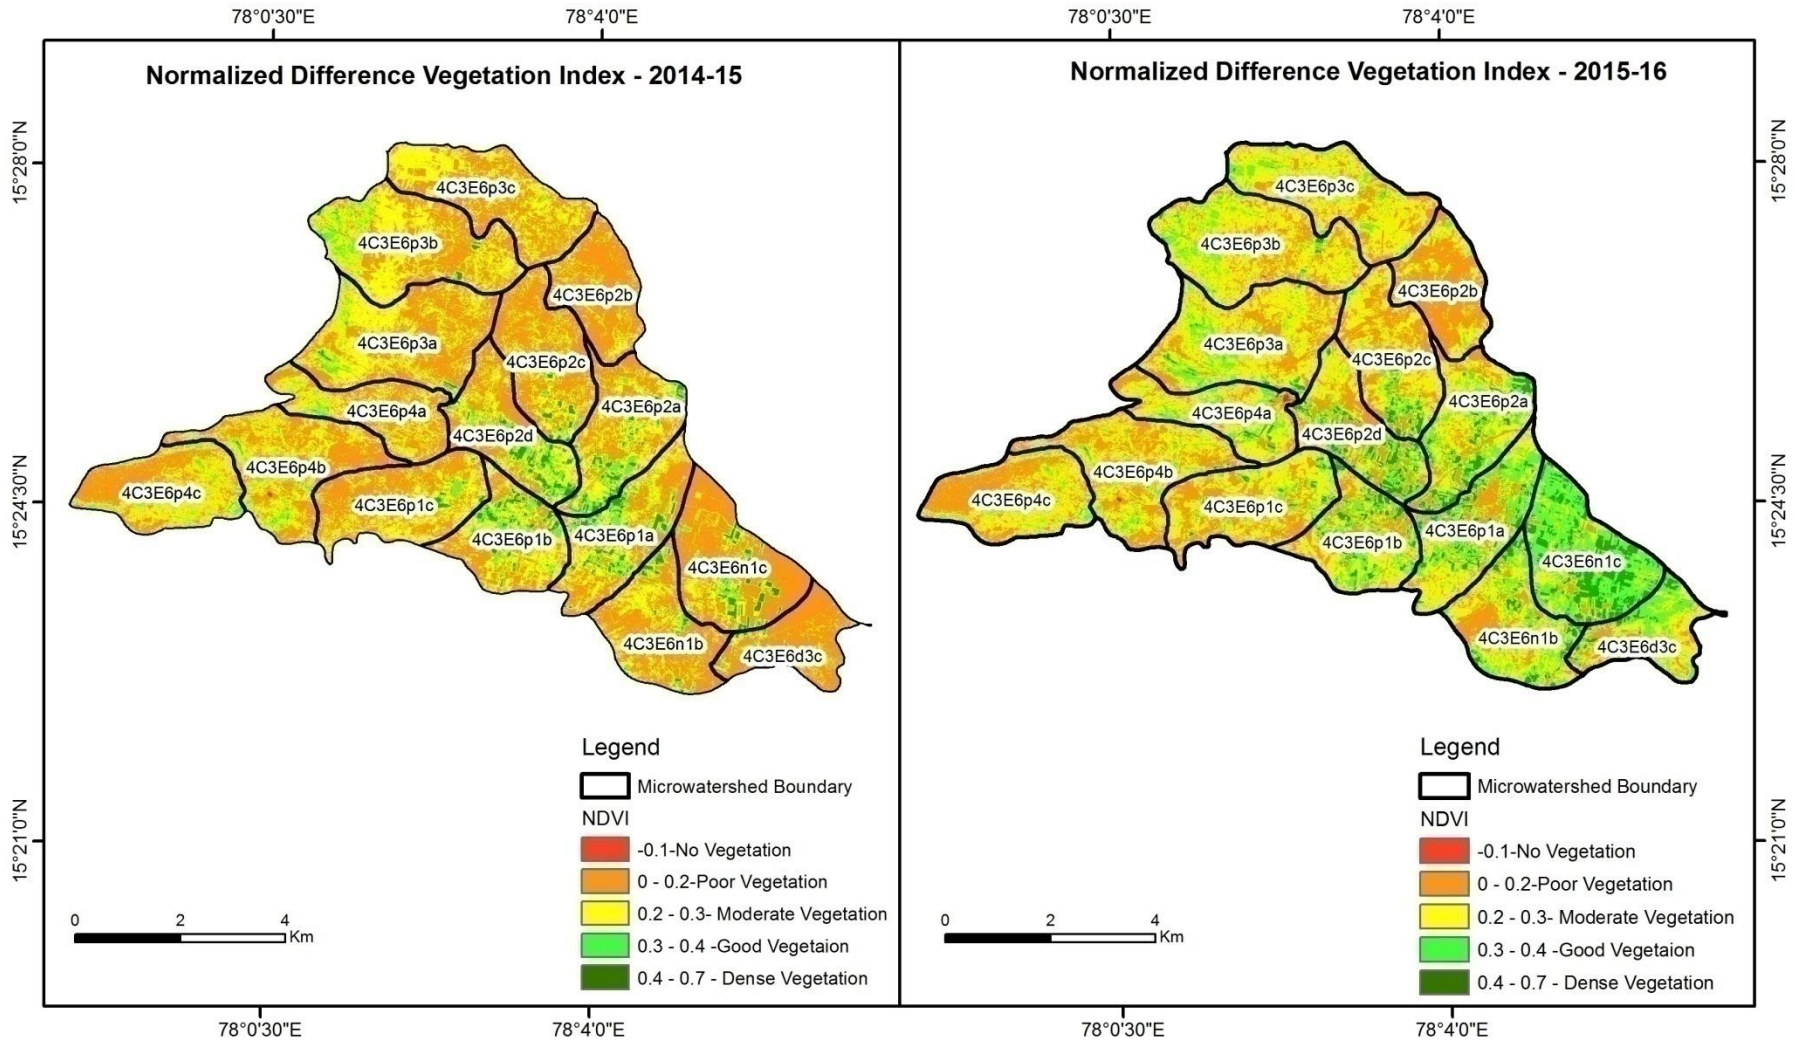 78°0'30"E 78°4'0"E 78°0'30"E 78°4'0"E
Normalized Difference Vegetation Index - 2014-15
15°28'0"N
15°24'30"N
15°21'0"N
4C3E6p3c
4C3E6p3b
4C3E6p2b
4C3E6p3a
4C3E6p2c
4C3E6p4a
4C3E6p2a
4C3E6p2d
4C3E6p4b
4C3E6p4c
4C3E6p1c
4C3E6p1b
4C3E6p1a
4C3E6n1c
4C3E6n1b
4C3E6d3c
Legend
Microwatershed Boundary
NDVI
-0.1-No Vegetation
0 - 0.2-Poor Vegetation
0.2 - 0.3- Moderate Vegetation
0.3 - 0.4 -Good Vegetaion
0.4 - 0.7 - Dense Vegetation
0 2 4
Km
Normalized Difference Vegetation Index - 2015-16
4C3E6p3c
4C3E6p3b
4C3E6p2b
4C3E6p3a
4C3E6p2c
4C3E6p2a
4C3E6p4a
4C3E6p2d
4C3E6p4b
4C3E6p4c
4C3E6p1c
4C3E6p1a
4C3E6p1b
4C3E6n1c
4C3E6n1b
4C3E6d3c
Legend
Microwatershed Boundary
NDVI
-0.1-No Vegetation
0 - 0.2-Poor Vegetation
0.2 - 0.3- Moderate Vegetation
0.3 - 0.4 -Good Vegetaion
0.4 - 0.7 - Dense Vegetation
0 2 4
Km
15°28'0"N
15°24'30"N
15°21'0"N
78°0'30"E 78°4'0"E 78°0'30"E 78°4'0"E